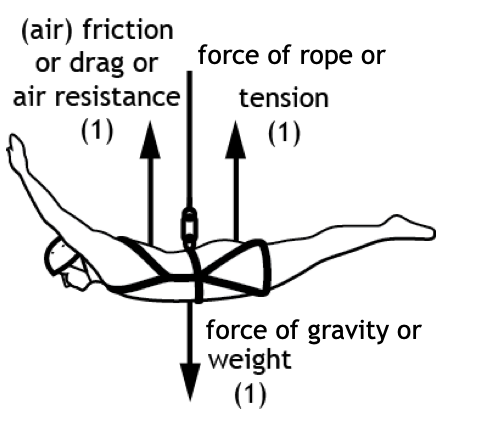 (air) friction
or drag or
air resistance
(1)
force of rope or
tension
(1)
force of gravity or
weight
(1)